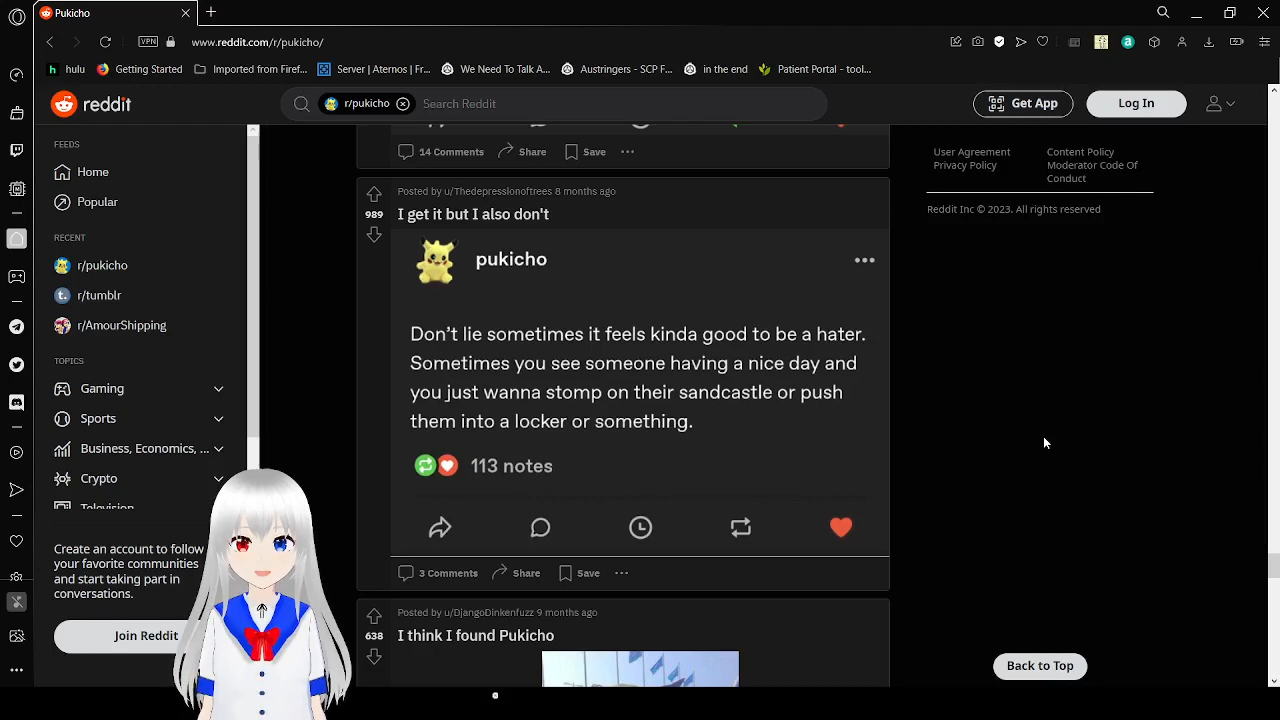 Pukicho
VPN
www.reddit.com/r/pukicho/
hulu
Getting Started
Imported from Firef...
Server | Aternos | Fr...
We Need To Talk A...
Austringers - SCP F...
in the end
Patient Portal - tool...
reddit
r/pukicho
Search Reddit
Get App
Log In
FEEDS
Home
Popular
RECENT
r/pukicho
r/tumblr
r/AmourShipping
TOPICS
Gaming
Sports
Business, Economics, ...
Crypto
Television
Create an account to follow
your favorite communities
and start taking part in
conversations.
Join Reddit
14 Comments
Share
Save
Posted by u/Thedepressionoftrees 8 months ago
989
I get it but I also don't
pukicho
Don't lie sometimes it feels kinda good to be a hater.
Sometimes you see someone having a nice day and
you just wanna stomp on their sandcastle or push
them into a locker or something.
113 notes
3 Comments
Share
Save
Posted by u/DjangoDinkenfuzz 9 months ago
638
I think I found Pukicho
User Agreement
Privacy Policy
Content Policy
Moderator Code Of
Conduct
Reddit Inc © 2023. All rights reserved
Back to Top